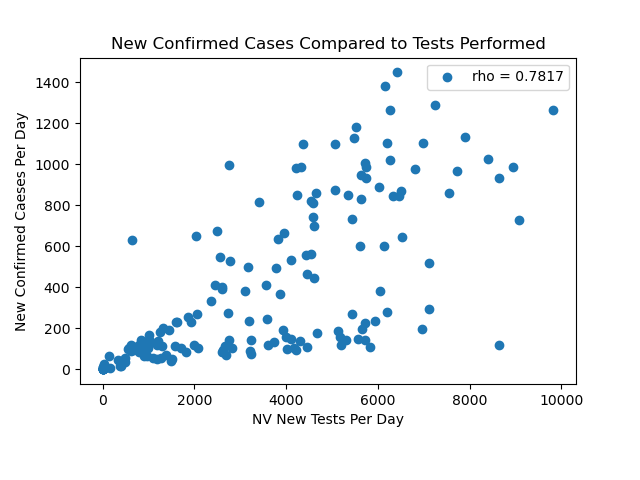 New Confirmed Cases Compared to Tests Performed
rho = 0.7817
New Confirmed Caeses Per Day
1400
1200
1000
800
600
400
200
0
0 2000 4000 6000 8000 10000
NV New Tests Per Day